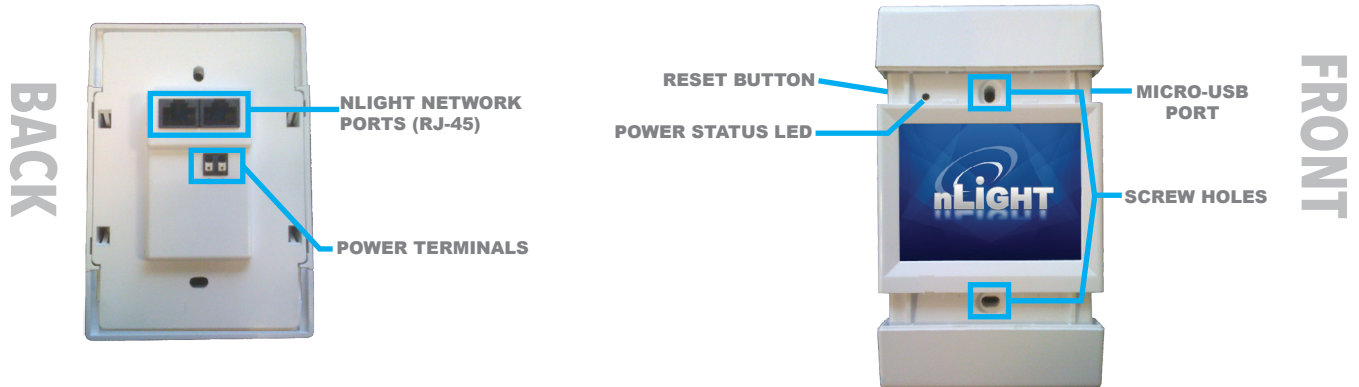 BACK
NLIGHT NETWORK
PORTS (RJ-45)
POWER TERMINALS
RESET BUTTON
POWER STATUS LED
nLiGHT
MICRO-USB
PORT
SCREW HOLES
FRONT